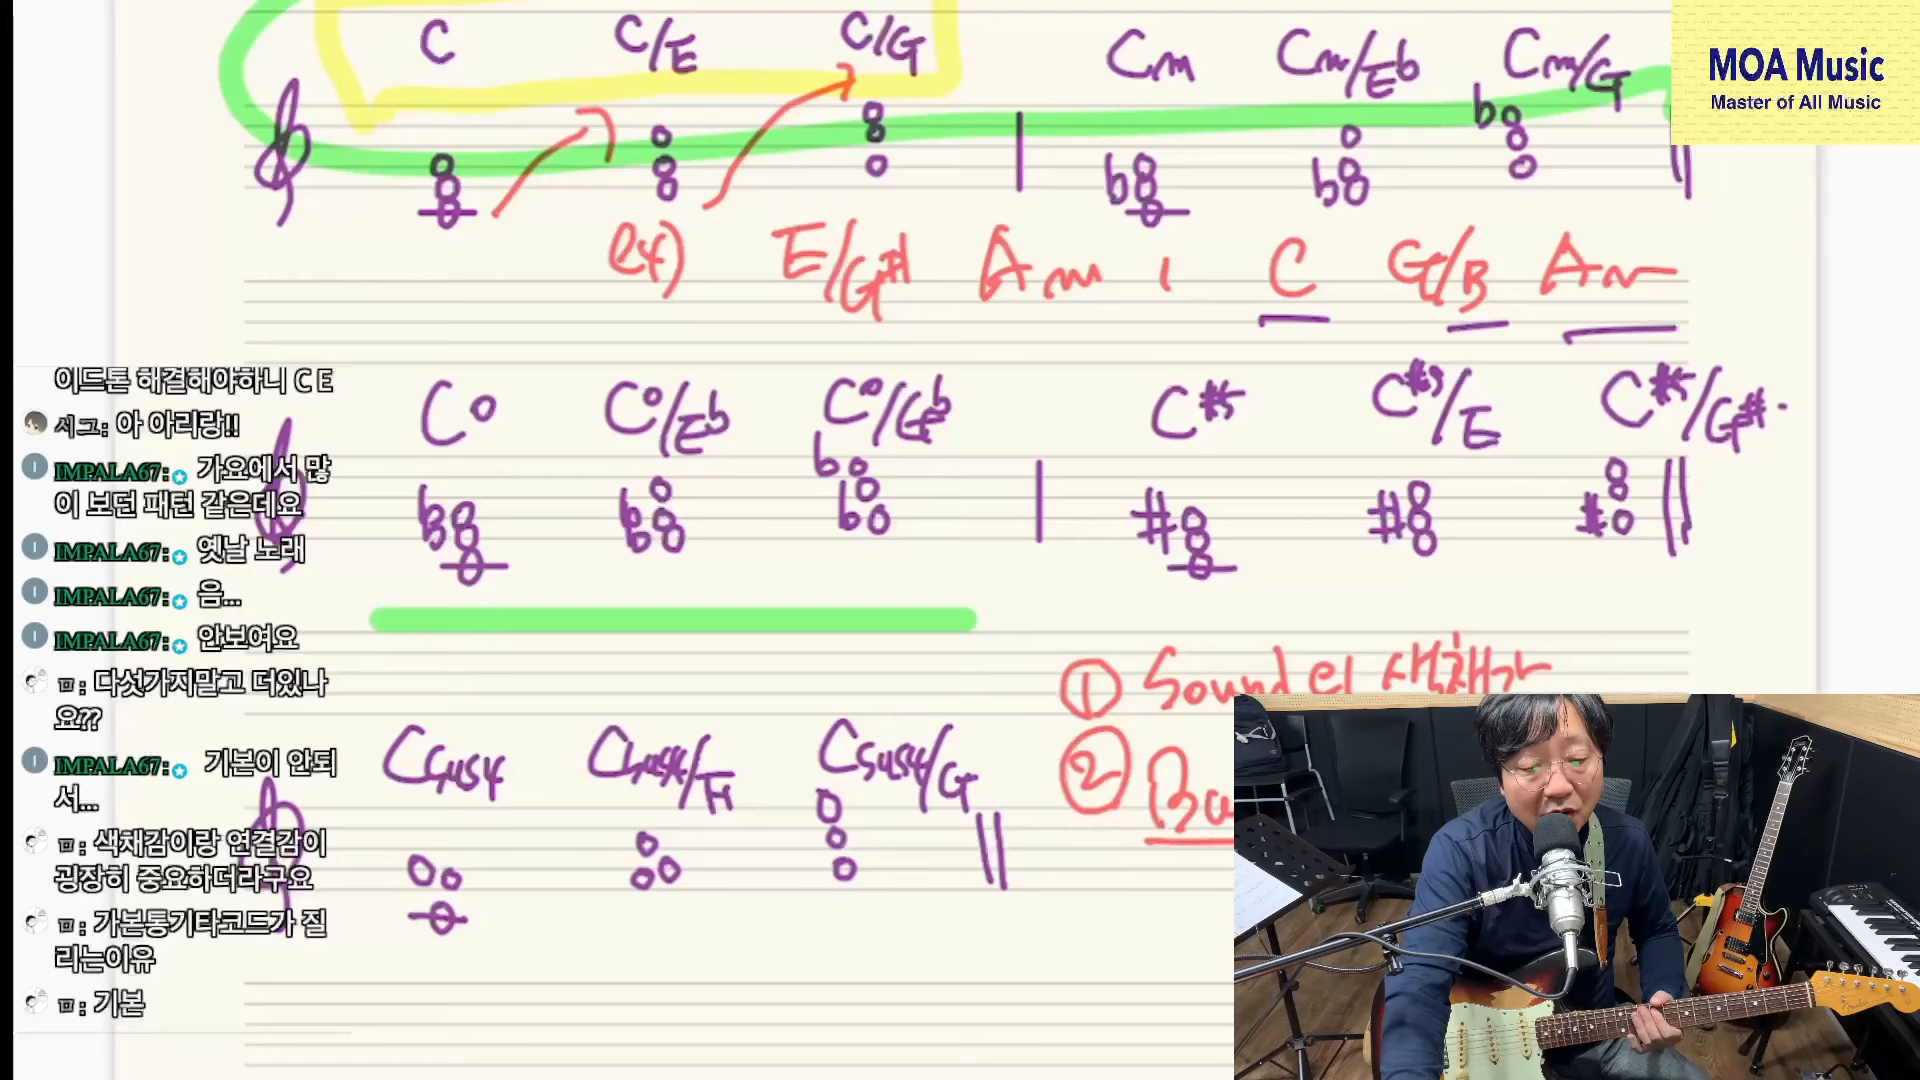 C C/E C/G Cm Cm/Eb Cm/G
MOA Music
Master of All Music
ex) E/G# Am , C G/B Am
이드톤 해결해야하니 C E
서그: 아 아리랑!!
IMPALA67: 가요에서 많
이 보던 패턴 같은데요
IMPALA67: 옛날 노래
IMPALA67: 음...
IMPALA67: 안보여요
ㅁ: 다섯가지말고 더있나
요??
IMPALA67: 기본이 안되
서...
ㅁ: 색채감이랑 연결감이
굉장히 중요하더라구요
ㅁ: 가본통기타코드가 질
리는이유
ㅁ: 기본
C° C°/Eb C°/Gb C#5 C#5/E C#5/G#
① Sound의 색채가
② Ba
Csus4 Csus4/F Csus4/G